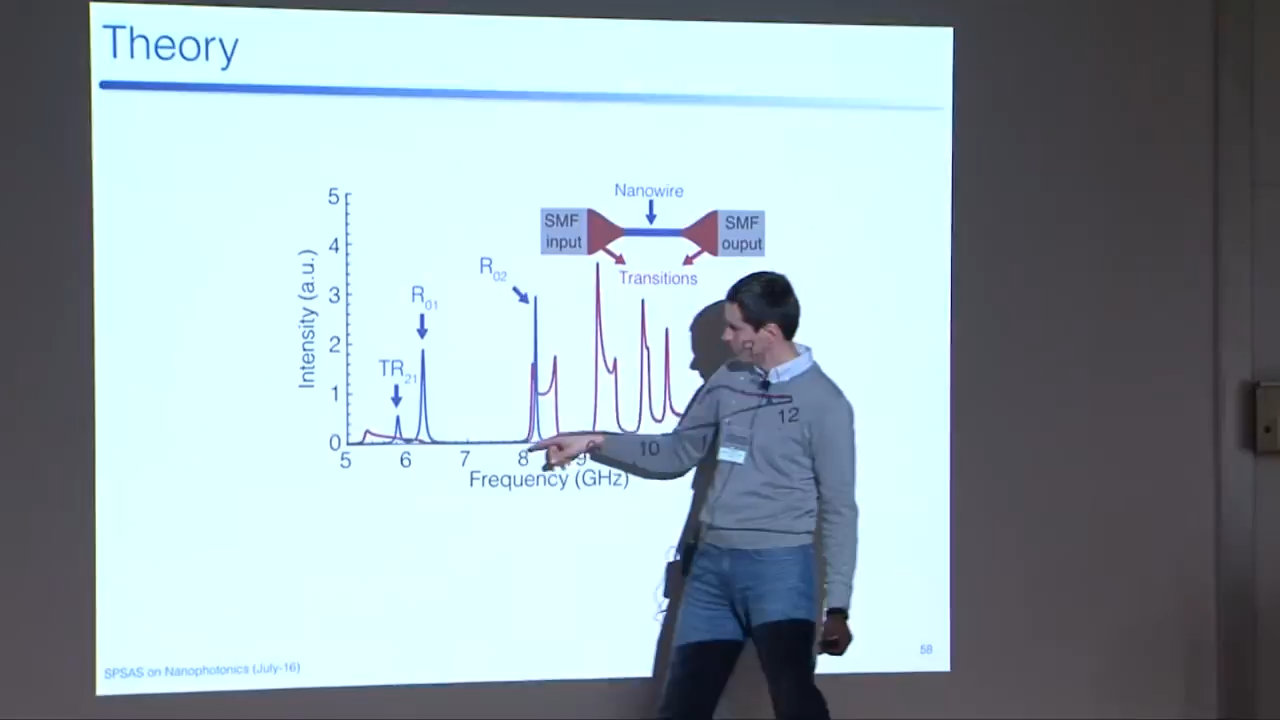 Theory
Nanowire
SMF
input
SMF
ouput
Transitions
R02
R01
TR21
Intensity (a.u.)
5
4
3
2
1
0
5
6
7
8
9
10
12
Frequency (GHz)
SPSAS on Nanophotonics (July-16)
58